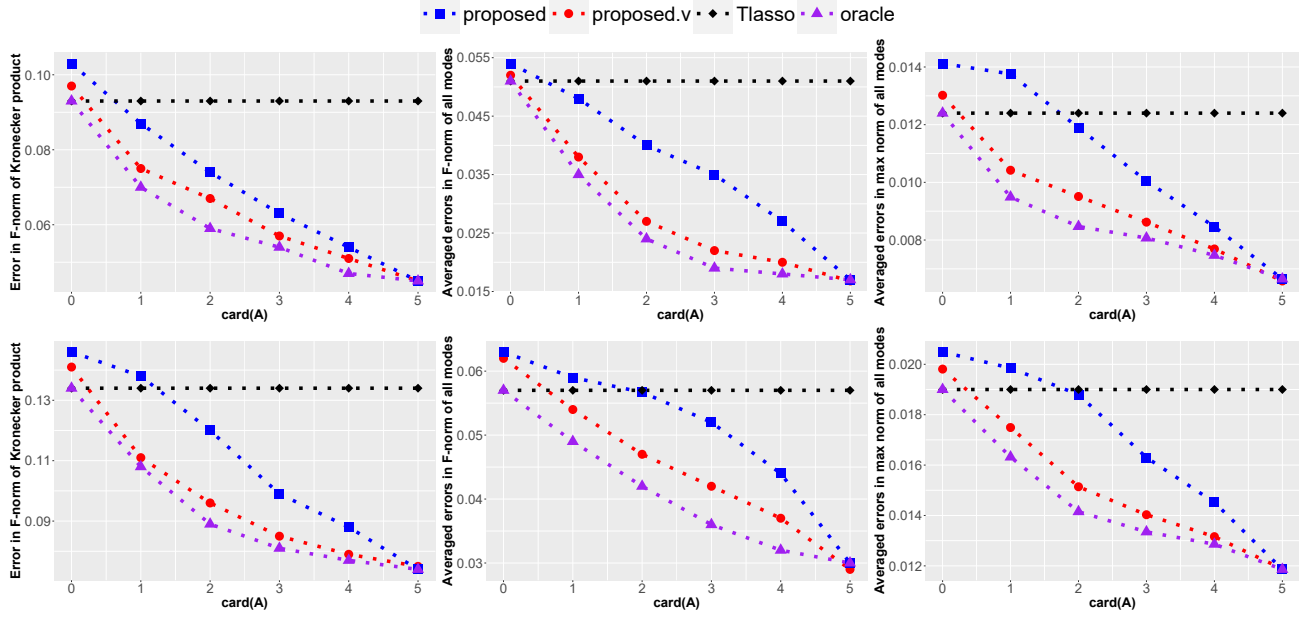 proposed proposed.v Tlasso oracle
Error in F-norm of Kronecker product
0.10
0.08
0.06
0 1 2 3 4 5
card(A)
Averaged errors in F-norm of all modes
0.055
0.045
0.035
0.025
0.015
0 1 2 3 4 5
card(A)
Averaged errors in max norm of all modes
0.014
0.012
0.010
0.008
0 1 2 3 4 5
card(A)
Error in F-norm of Kronecker product
0.13
0.11
0.09
0 1 2 3 4 5
card(A)
Averaged errors in F-norm of all modes
0.06
0.05
0.04
0.03
0 1 2 3 4 5
card(A)
Averaged errors in max norm of all modes
0.020
0.018
0.016
0.014
0.012
0 1 2 3 4 5
card(A)